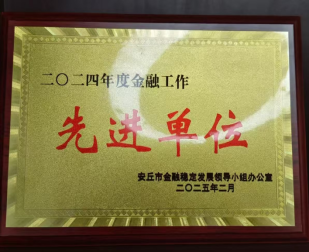 二〇二四年度金融工作
先进单位
安丘市金融稳定发展领导小组办公室
二〇二五年二月